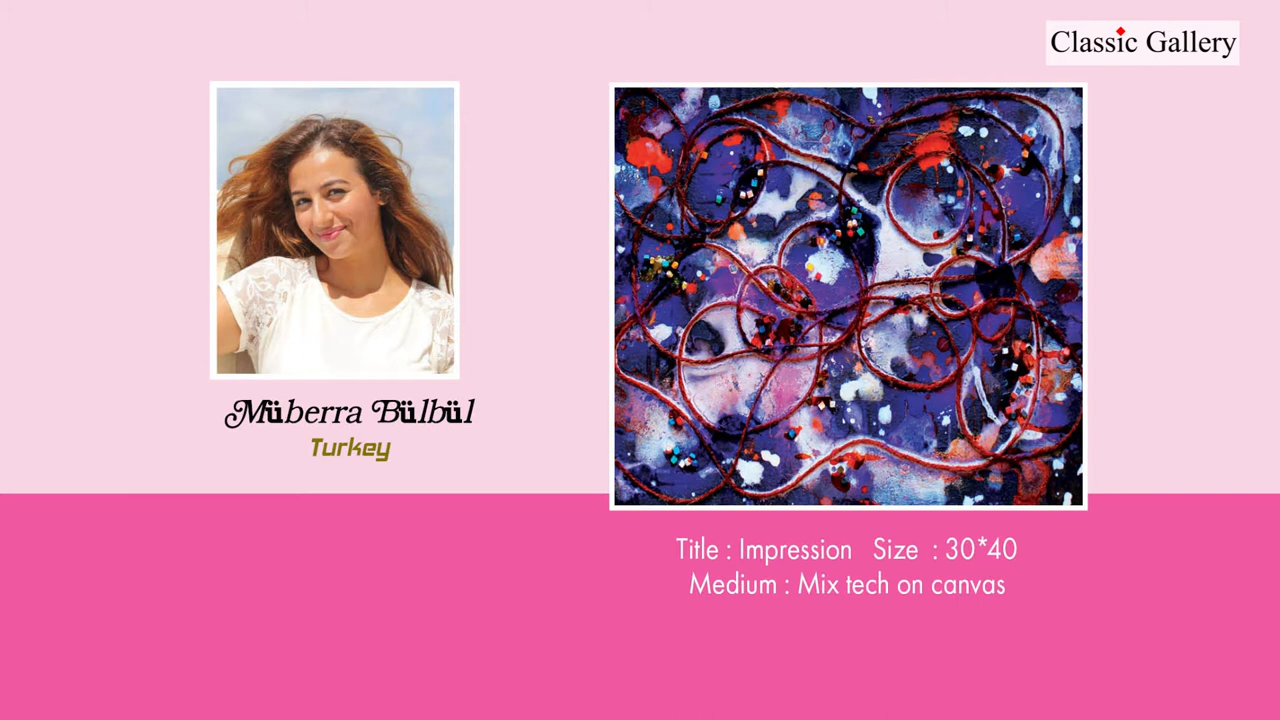 Classic Gallery
Müberra Bülbül
Turkey
Title : Impression Size : 30*40
Medium : Mix tech on canvas